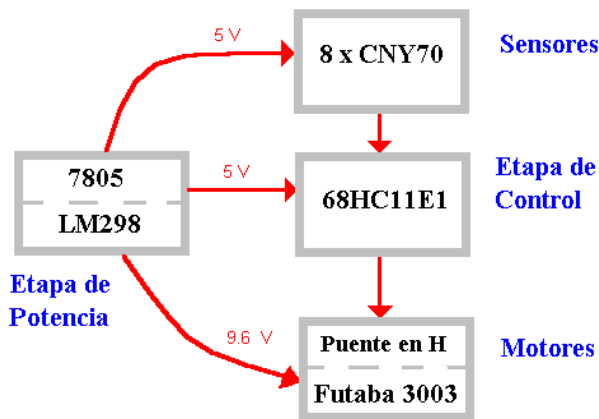 5 V
8 x CNY70
Sensores
7805
LM298
5 V
68HC11E1
Etapa de
Control
Etapa de
Potencia
9.6 V
Puente en H
Futaba 3003
Motores